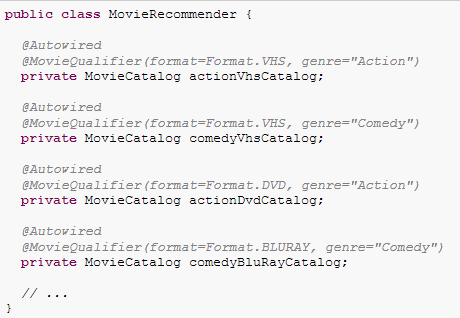 public class MovieRecommender {
@Autowired
@MovieQualifier(format=Format.VHS, genre="Action")
private MovieCatalog actionVhsCatalog;
@Autowired
@MovieQualifier(format=Format.VHS, genre="Comedy")
private MovieCatalog comedyVhsCatalog;
@Autowired
@MovieQualifier(format=Format.DVD, genre="Action")
private MovieCatalog actionDvdCatalog;
@Autowired
@MovieQualifier(format=Format.BLURAY, genre="Comedy")
private MovieCatalog comedyBluRayCatalog;
// ...
}